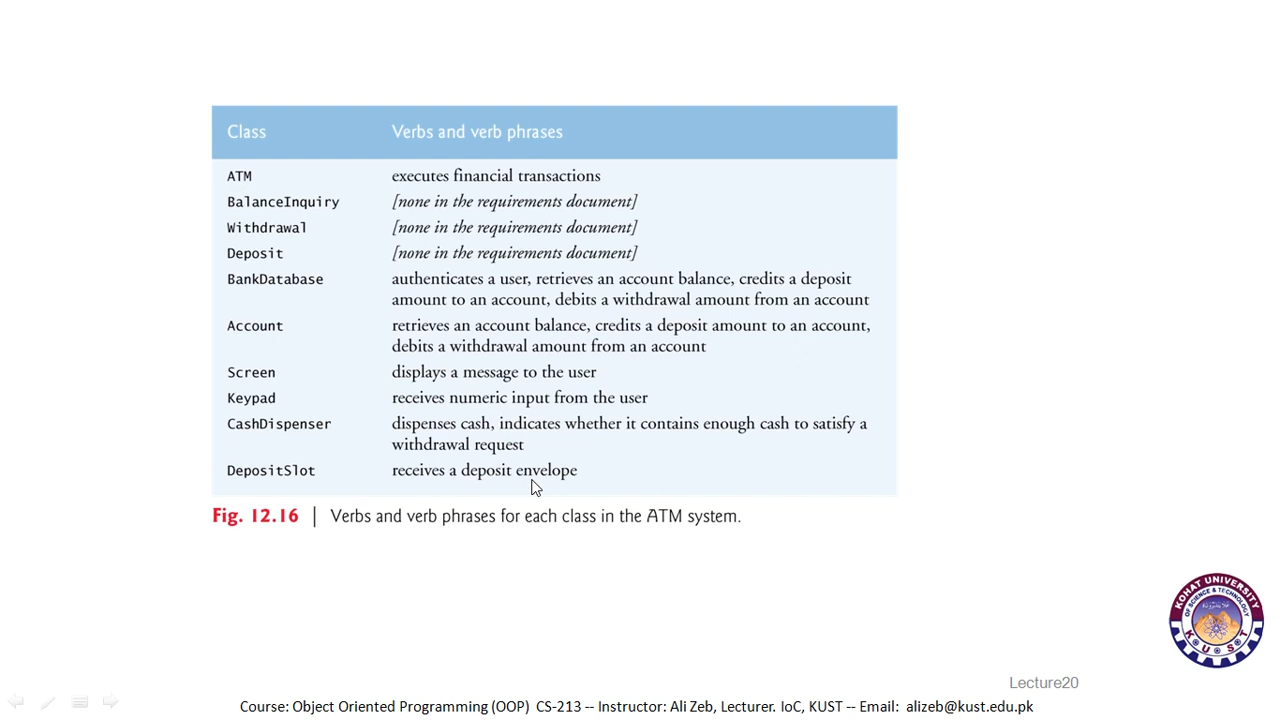 Class Verbs and verb phrases
ATM executes financial transactions
BalanceInquiry [none in the requirements document]
Withdrawal [none in the requirements document]
Deposit [none in the requirements document]
BankDatabase authenticates a user, retrieves an account balance, credits a deposit
amount to an account, debits a withdrawal amount from an account
Account retrieves an account balance, credits a deposit amount to an account,
debits a withdrawal amount from an account
Screen displays a message to the user
Keypad receives numeric input from the user
CashDispenser dispenses cash, indicates whether it contains enough cash to satisfy a
withdrawal request
DepositSlot receives a deposit envelope
Fig. 12.16 | Verbs and verb phrases for each class in the ATM system.
KOHAT UNIVERSITY
OF SCIENCE & TECHNOLOGY
K U S T
Lecture20
Course: Object Oriented Programming (OOP) CS-213 -- Instructor: Ali Zeb, Lecturer. IoC, KUST -- Email: alizeb@kust.edu.pk